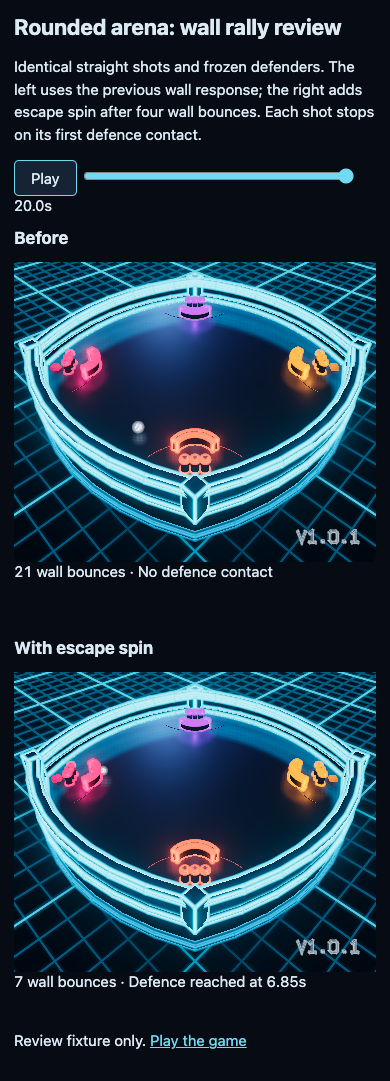 Rounded arena: wall rally review
Identical straight shots and frozen defenders. The
left uses the previous wall response; the right adds
escape spin after four wall bounces. Each shot stops
on its first defence contact.
Play
20.0s
Before
V1.0.1
21 wall bounces · No defence contact
With escape spin
V1.0.1
7 wall bounces · Defence reached at 6.85s
Review fixture only. Play the game